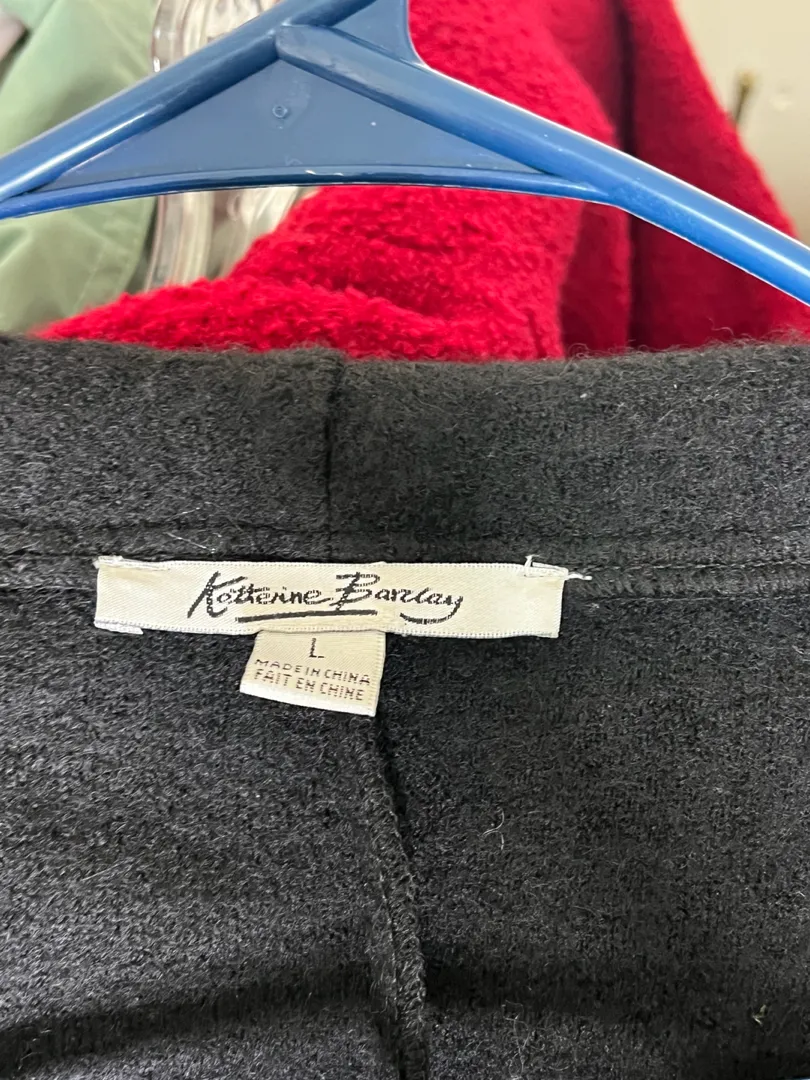 Katherine Barclay
L
MADE IN CHINA
FAIT EN CHINE